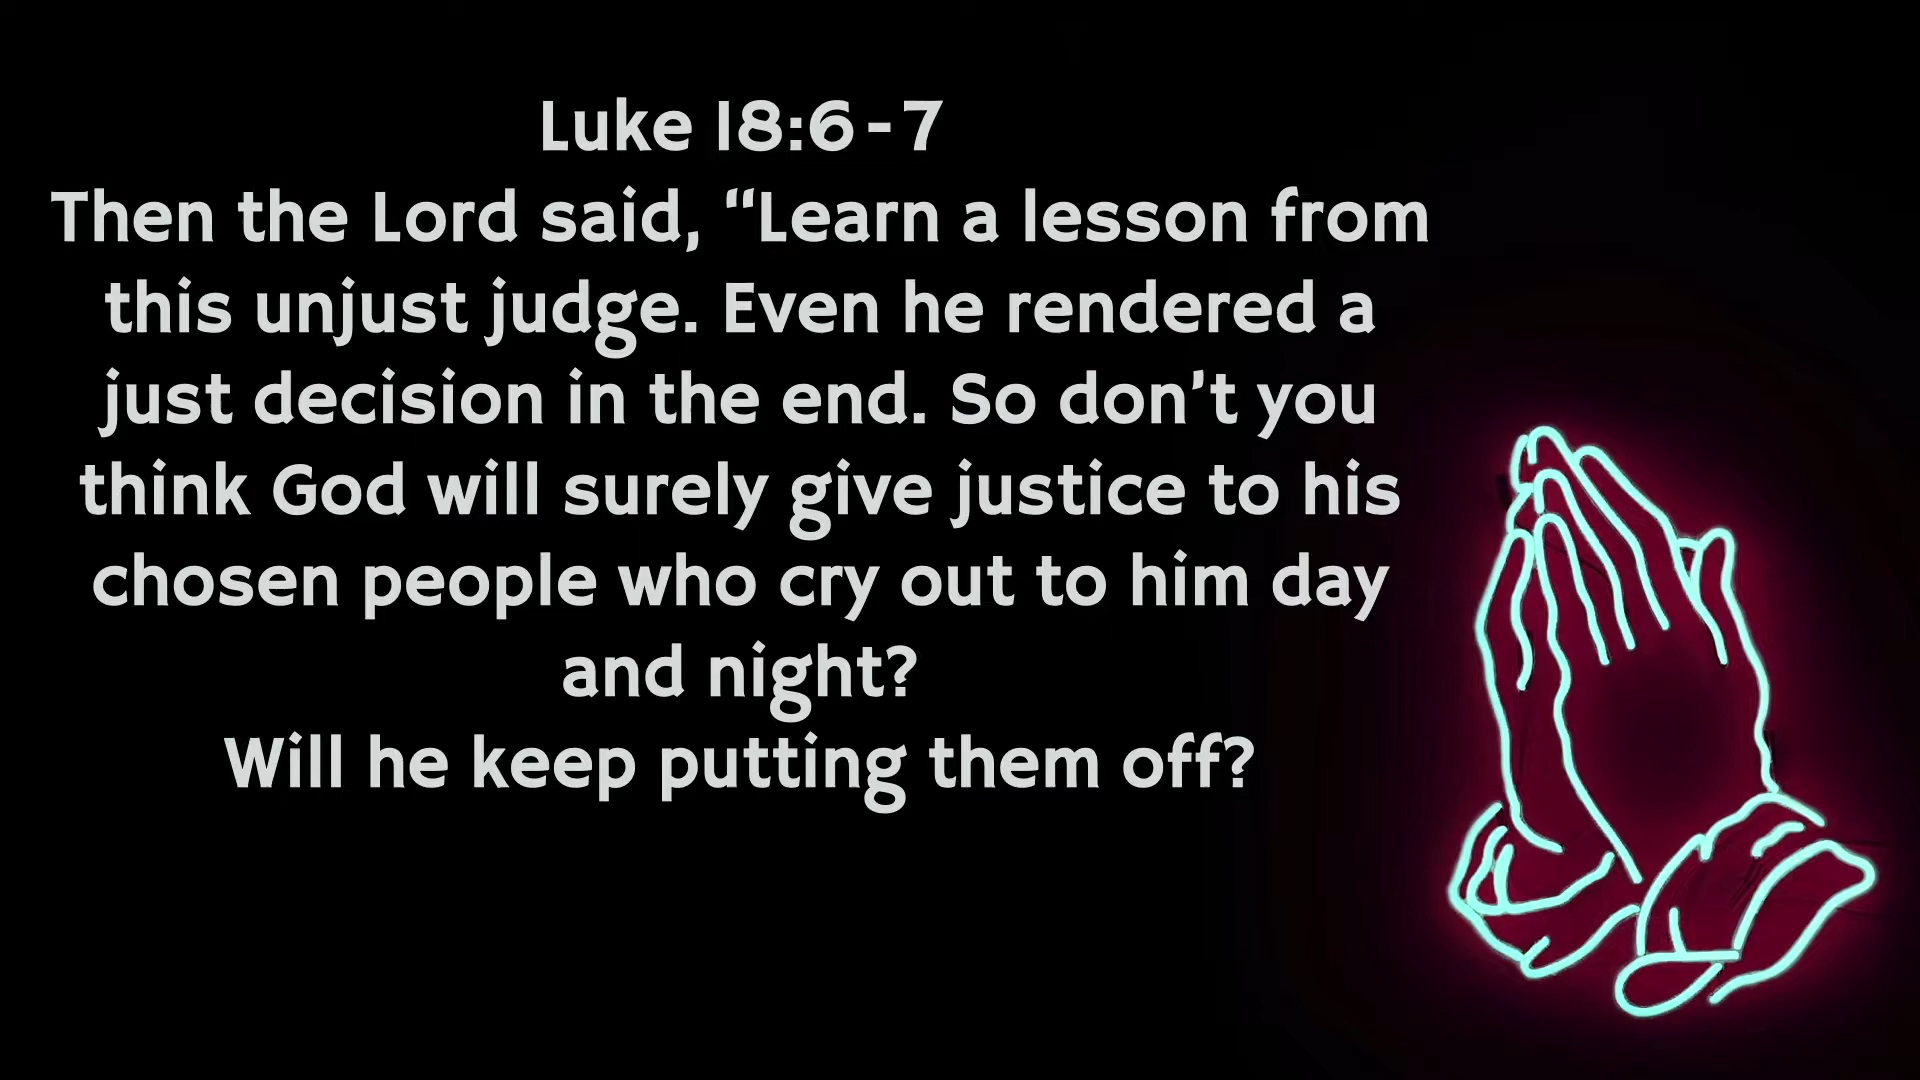 Luke 18:6-7
Then the Lord said, “Learn a lesson from
this unjust judge. Even he rendered a
just decision in the end. So don’t you
think God will surely give justice to his
chosen people who cry out to him day
and night?
Will he keep putting them off?